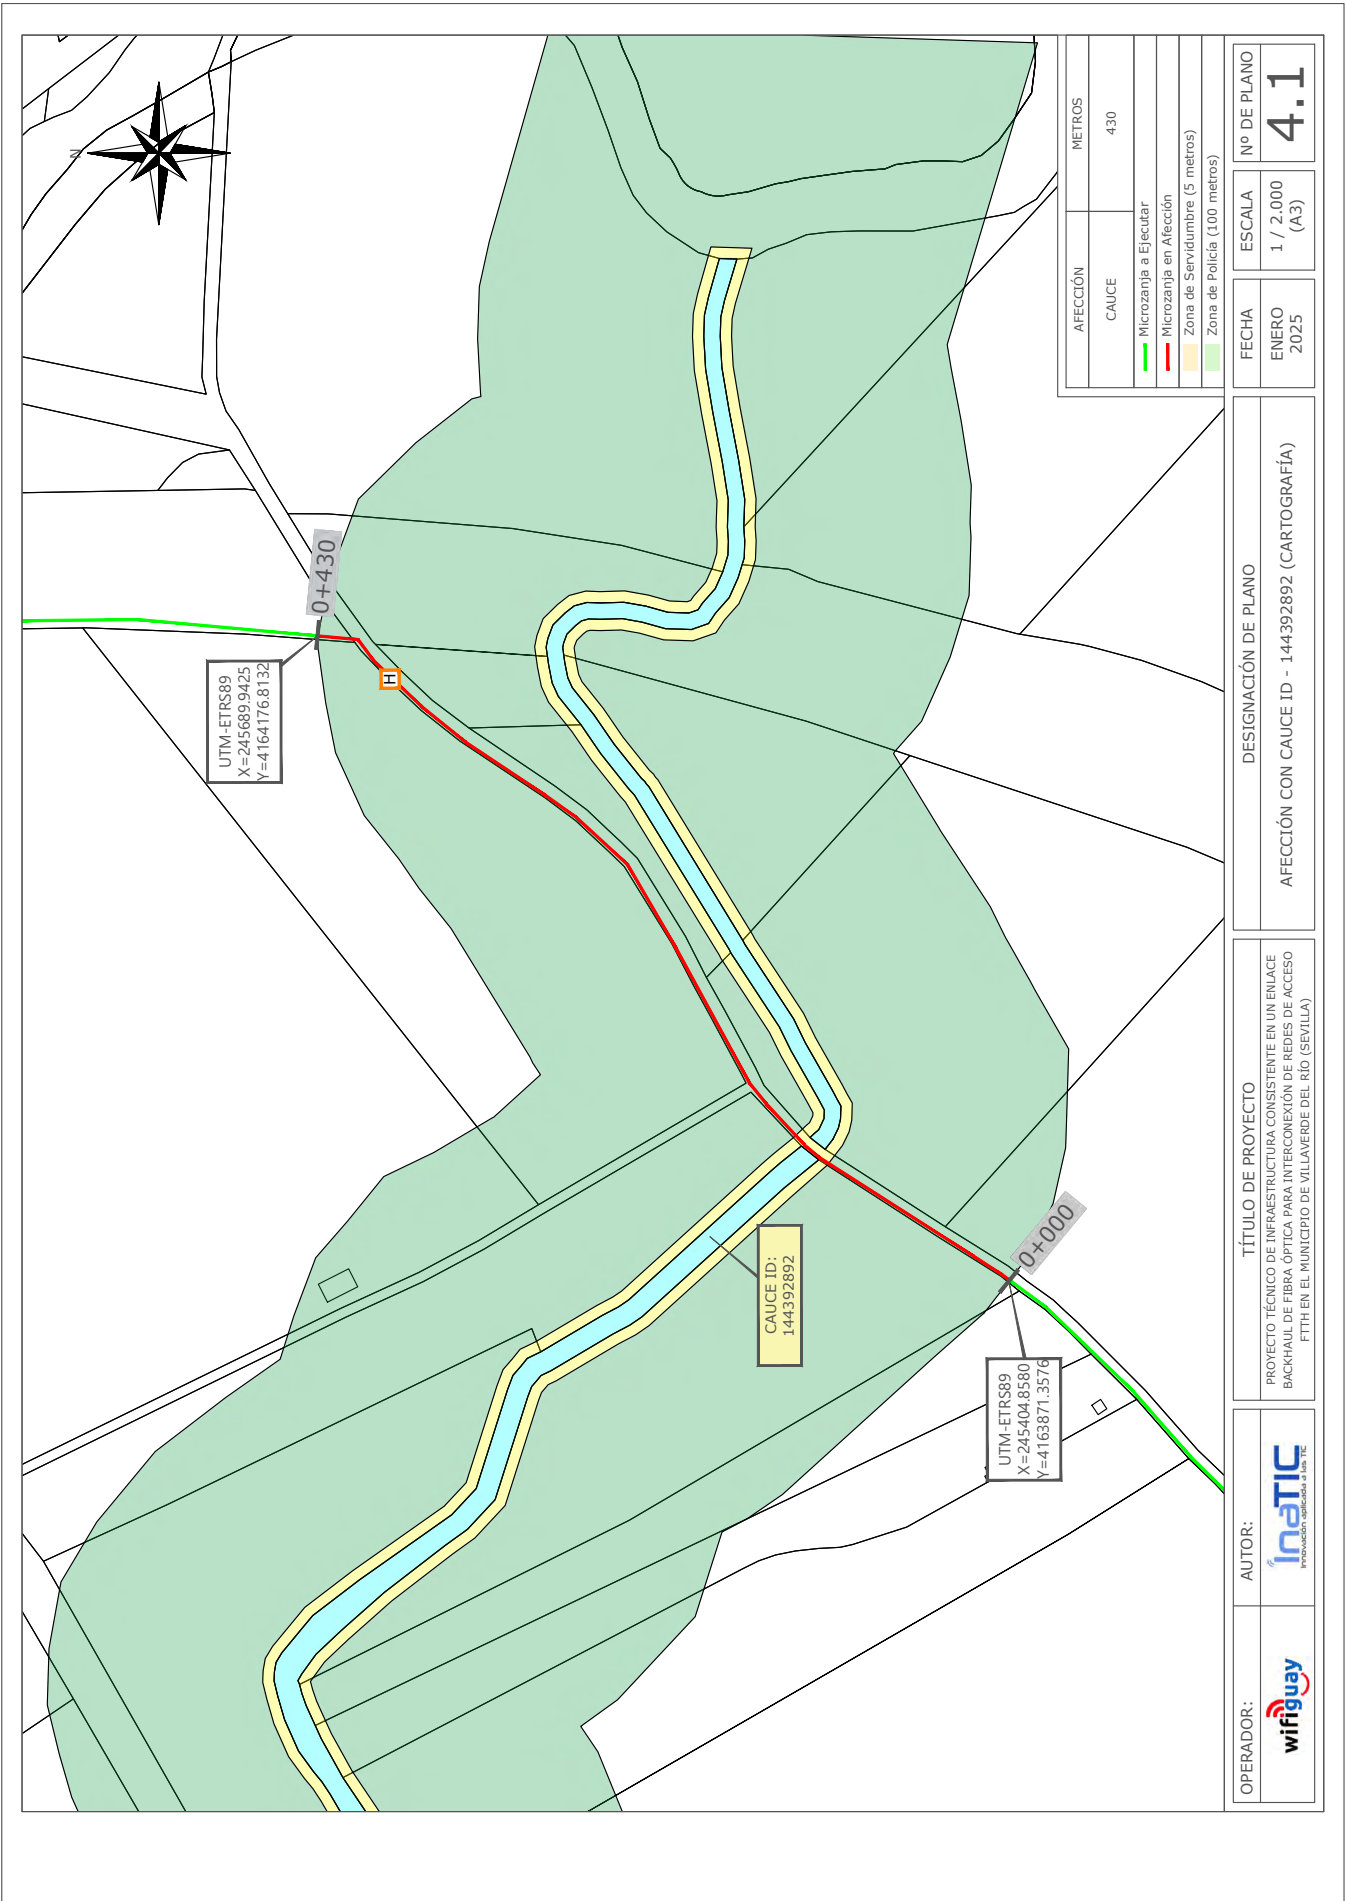 N
0+430
UTM-ETRS89
X=245689.9425
Y=4164176.8132
H
CAUCE ID:
144392892
0+000
UTM-ETRS89
X=245404.8580
Y=4163871.3576
AFECCIÓN
METROS
CAUCE
430
Microzanja a Ejecutar
Microzanja en Afección
Zona de Servidumbre (5 metros)
Zona de Policía (100 metros)
OPERADOR:
wifiguay
AUTOR:
inaTIC
Innovación aplicada a las TIC
TÍTULO DE PROYECTO
PROYECTO TÉCNICO DE INFRAESTRUCTURA CONSISTENTE EN UN ENLACE
BACKHAUL DE FIBRA ÓPTICA PARA INTERCONEXIÓN DE REDES DE ACCESO
FTTH EN EL MUNICIPIO DE VILLAVERDE DEL RÍO (SEVILLA)
DESIGNACIÓN DE PLANO
AFECCIÓN CON CAUCE ID - 144392892 (CARTOGRAFÍA)
FECHA
ENERO
2025
ESCALA
1 / 2.000
(A3)
Nº DE PLANO
4.1